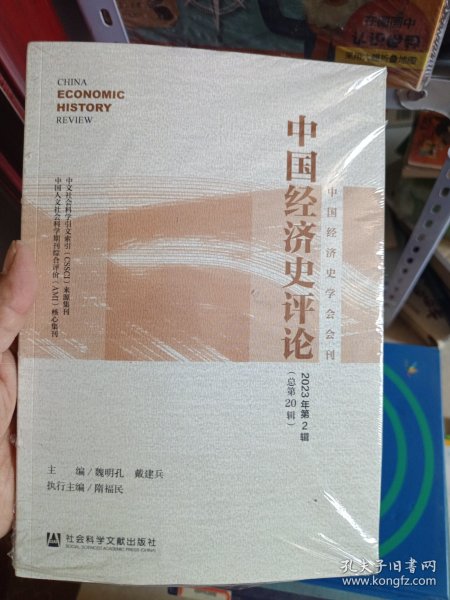 CHINA
ECONOMIC
HISTORY
REVIEW
中国经济史评论
中国经济史学会会刊
2023年第2辑
（总第20辑）
中文社会科学引文索引（CSSCI）来源集刊
中国人文社会科学期刊综合评价（AMI）核心集刊
主 编／魏明孔 戴建兵
执行主编／隋福民
社会科学文献出版社
SOCIAL SCIENCES ACADEMIC PRESS (CHINA)
孔夫子旧书网
www.kongfz.com